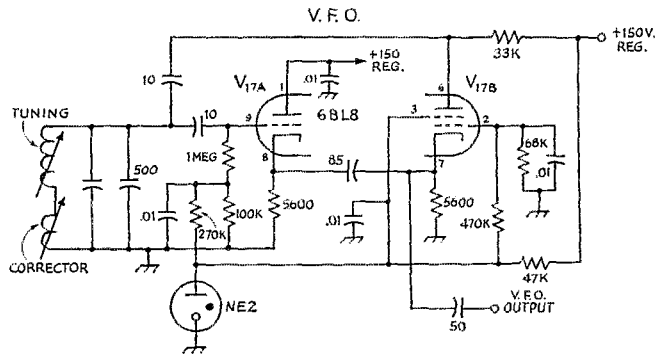 V.F.O.
+150V.
REG.
33K
+150
REG.
.01
10
V17A
V17B
1
6
6BL8
TUNING
10
9
3
2
500
1MEG
8
7
85
68K
.01
.01
270K
100K
5600
.01
5600
470K
CORRECTOR
47K
NE2
V.F.O.
OUTPUT
50